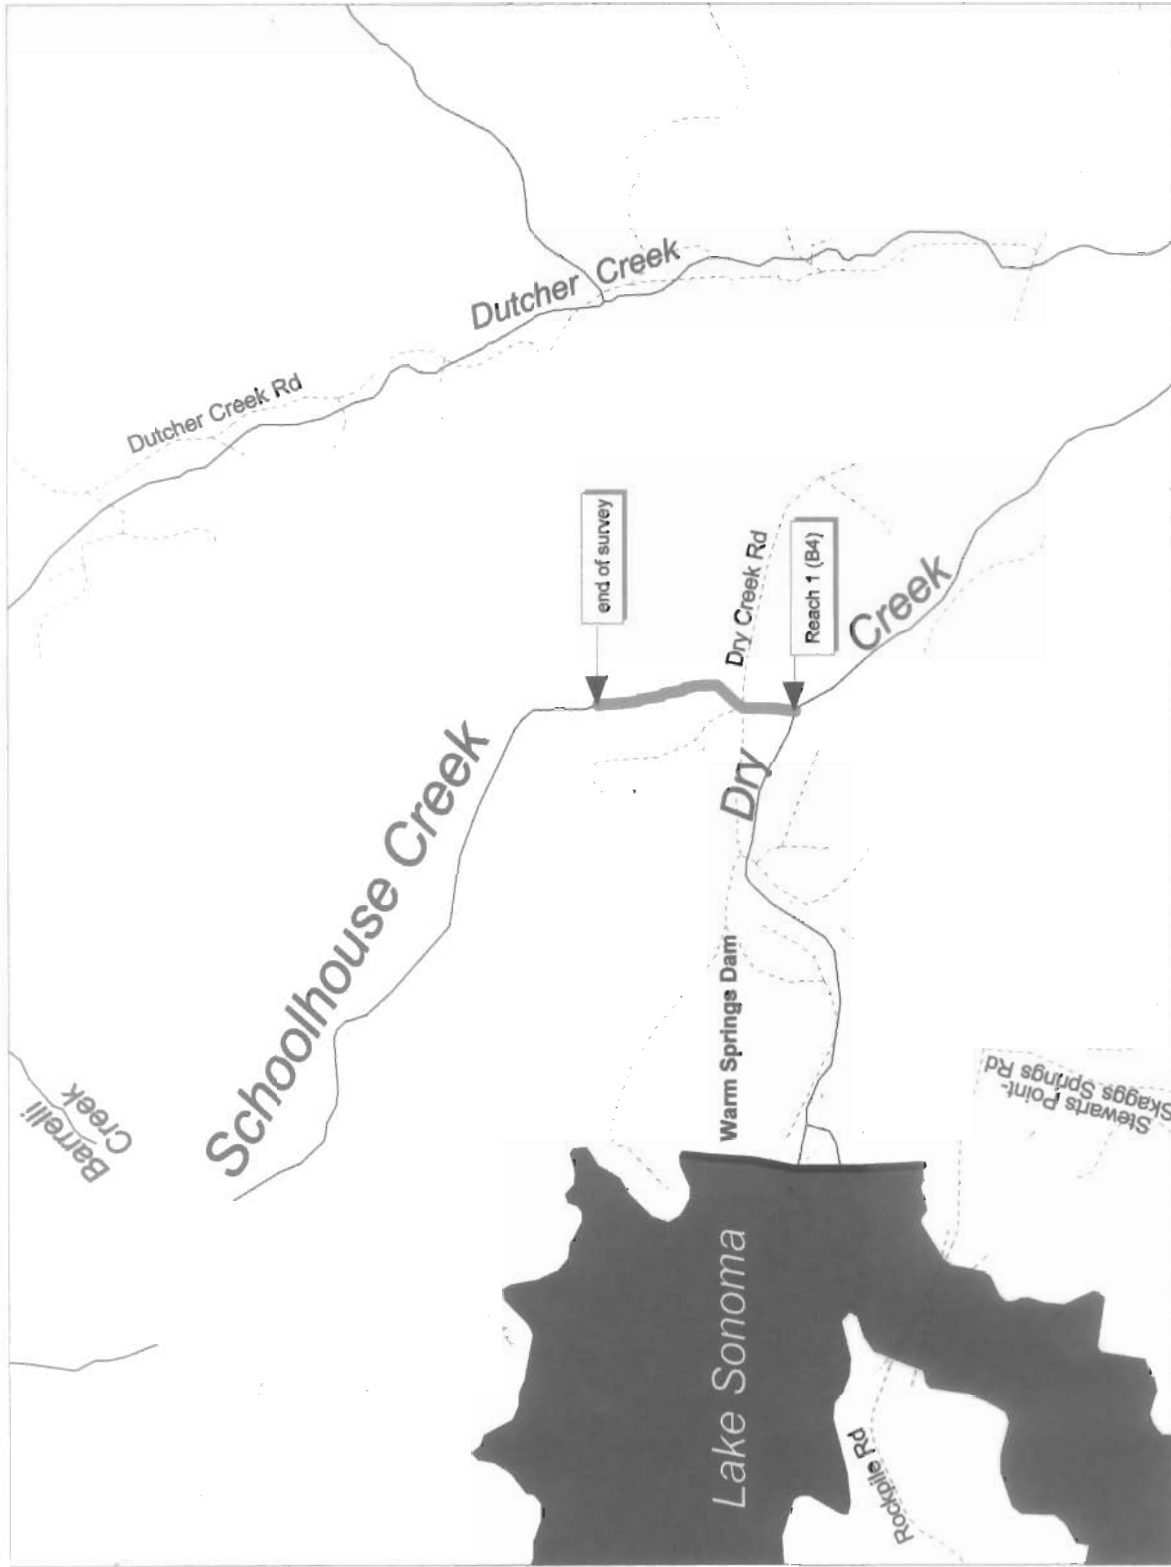 Barrelli
Creek
Schoolhouse Creek
Dutcher Creek Rd
Dutcher Creek
end of survey
Dry Creek Rd
Reach 1 (B4)
Dry Creek
Warm Springs Dam
Lake Sonoma
Rockpile Rd
Stewarts Point-
Skaggs Springs Rd